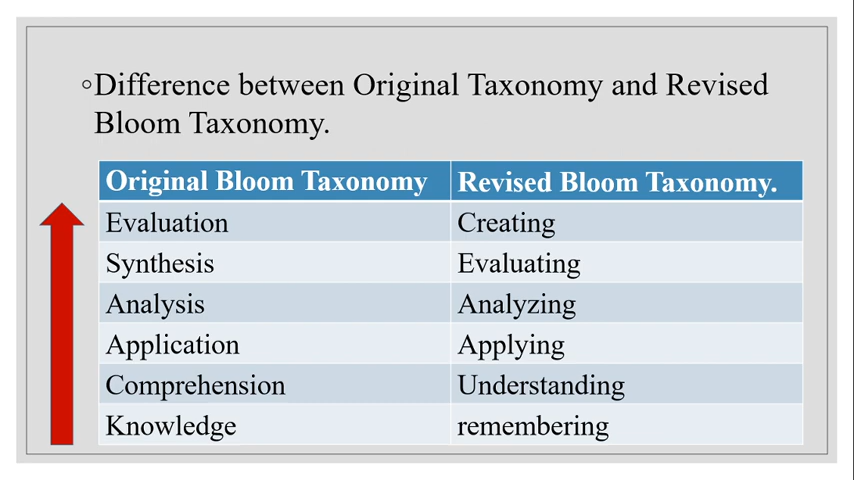 ◦Difference between Original Taxonomy and Revised
Bloom Taxonomy.
Original Bloom Taxonomy Revised Bloom Taxonomy.
Evaluation Creating
Synthesis Evaluating
Analysis Analyzing
Application Applying
Comprehension Understanding
Knowledge remembering